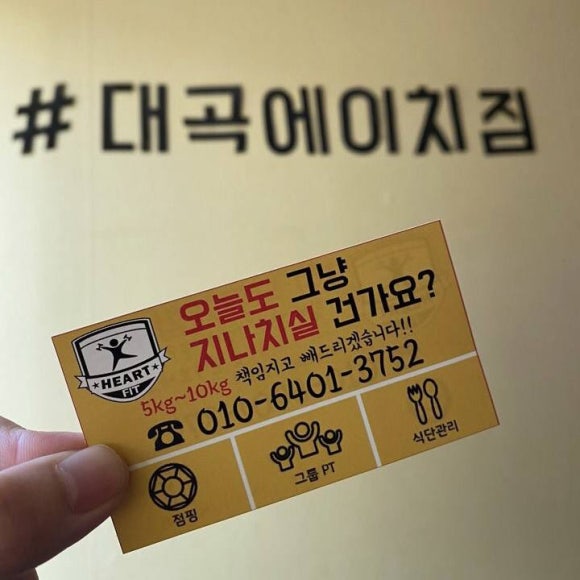 #대곡에이치짐
오늘도 그냥
지나치실 건가요?
HEART
FIT
5kg~10kg 책임지고 빼드리겠습니다!!
☎ 010-6401-3752
점핑
그룹 PT
식단관리